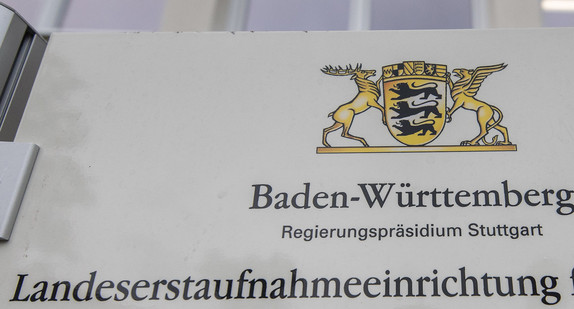 Baden-Württemberg
Regierungspräsidium Stuttgart
Landeserstaufnahmeeinrichtung f